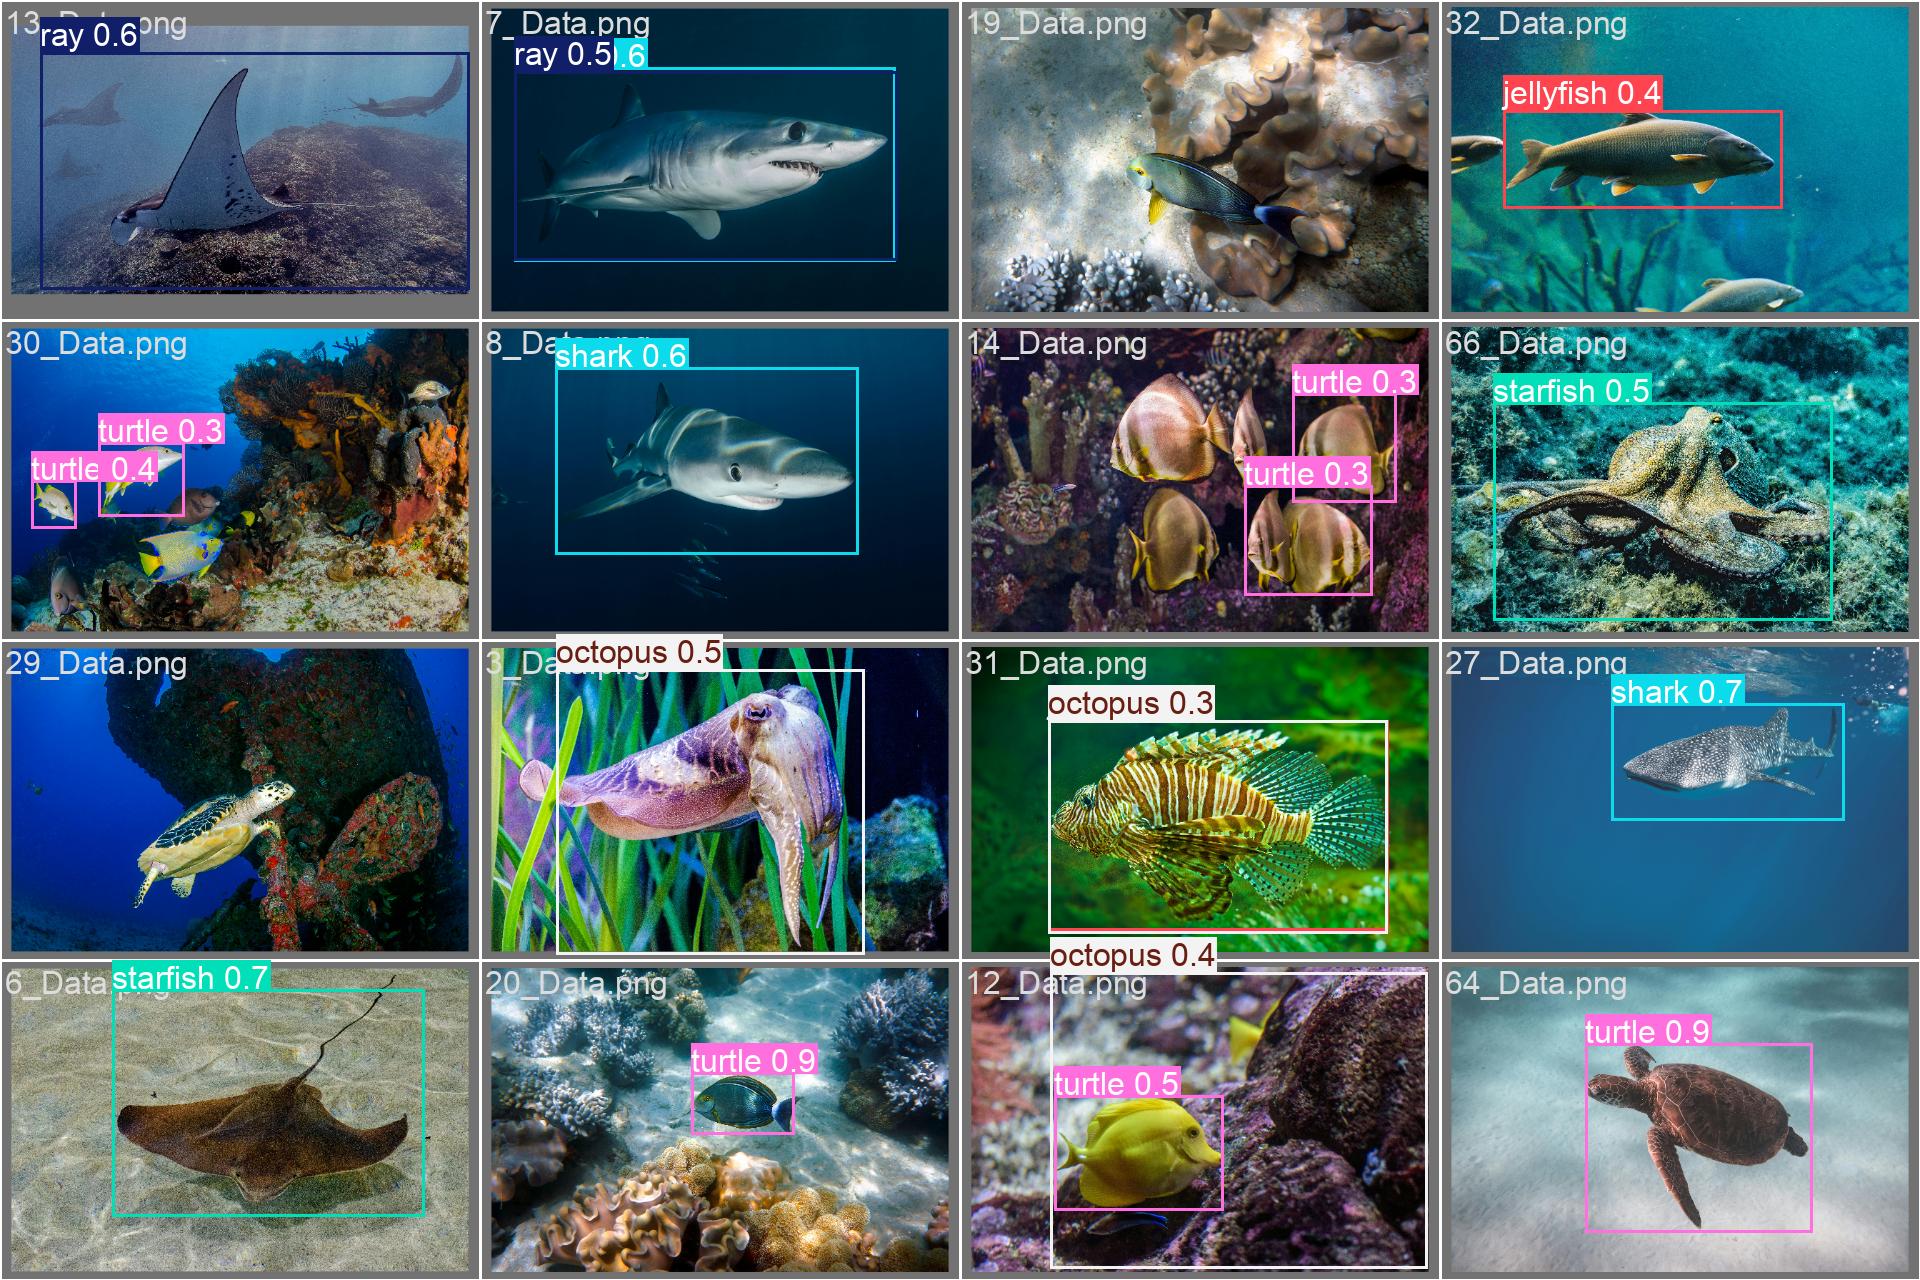 13_Data.png
ray 0.6
7_Data.png
ray 0.5
.6
19_Data.png
32_Data.png
jellyfish 0.4
30_Data.png
turtle 0.3
turtle 0.4
8_Data.png
shark 0.6
14_Data.png
turtle 0.3
turtle 0.3
66_Data.png
starfish 0.5
29_Data.png
3_Data.png
octopus 0.5
31_Data.png
octopus 0.3
27_Data.png
shark 0.7
6_Data.png
starfish 0.7
20_Data.png
turtle 0.9
12_Data.png
octopus 0.4
turtle 0.5
64_Data.png
turtle 0.9